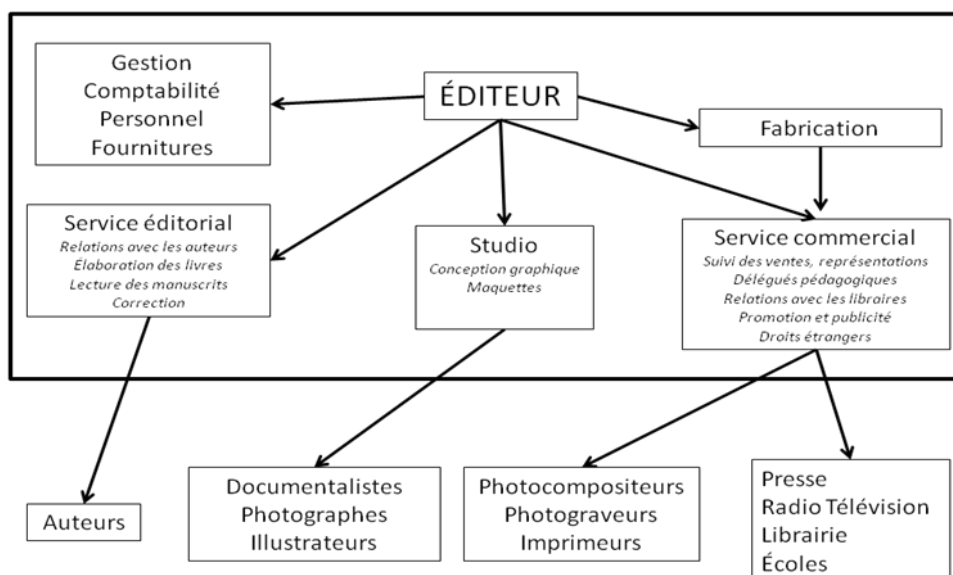 Gestion
Comptabilité
Personnel
Fournitures
ÉDITEUR
Fabrication
Service éditorial
Relations avec les auteurs
Élaboration des livres
Lecture des manuscrits
Correction
Studio
Conception graphique
Maquettes
Service commercial
Suivi des ventes, représentations
Délégués pédagogiques
Relations avec les libraires
Promotion et publicité
Droits étrangers
Auteurs
Documentalistes
Photographes
Illustrateurs
Photocompositeurs
Photograveurs
Imprimeurs
Presse
Radio Télévision
Librairie
Écoles